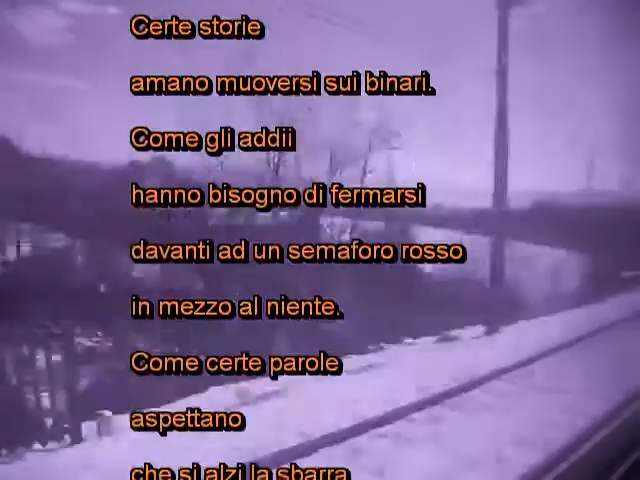 Certe storie
amano muoversi sui binari.
Come gli addii
hanno bisogno di fermarsi
davanti ad un semaforo rosso
in mezzo al niente.
Come certe parole
aspettano
che si alzi la sbarra